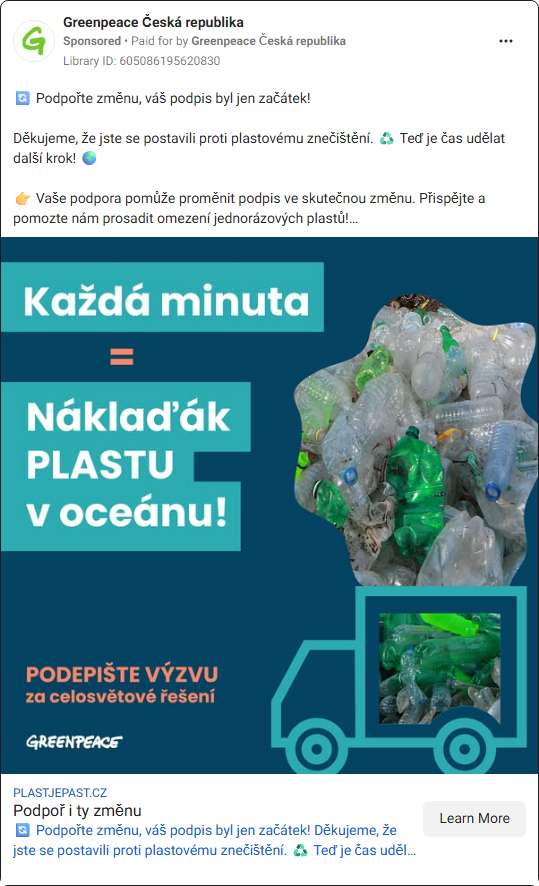 Greenpeace Česká republika
Sponsored • Paid for by Greenpeace Česká republika
Library ID: 605086195620830
🔄 Podpořte změnu, váš podpis byl jen začátek!
Děkujeme, že jste se postavili proti plastovému znečištění. ♻️ Teď je čas udělat
další krok! 🌍
👉 Vaše podpora pomůže proměnit podpis ve skutečnou změnu. Přispějte a
pomozte nám prosadit omezení jednorázových plastů!...
Každá minuta
=
Náklaďák
PLASTU
v oceánu!
PODEPIŠTE VÝZVU
za celosvětové řešení
GREENPEACE
PLASTJEPAST.CZ
Podpoř i ty změnu
Learn More
🔄 Podpořte změnu, váš podpis byl jen začátek! Děkujeme, že
jste se postavili proti plastovému znečištění. ♻️ Teď je čas uděl...